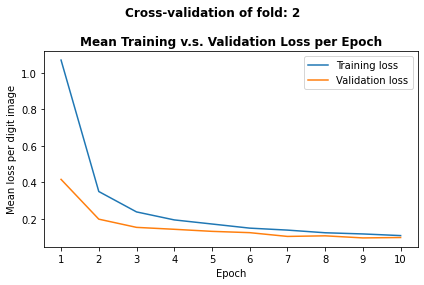 Cross-validation of fold: 2
Mean Training v.s. Validation Loss per Epoch
Training loss
Validation loss
Mean loss per digit image
1.0
0.8
0.6
0.4
0.2
1 2 3 4 5 6 7 8 9 10
Epoch